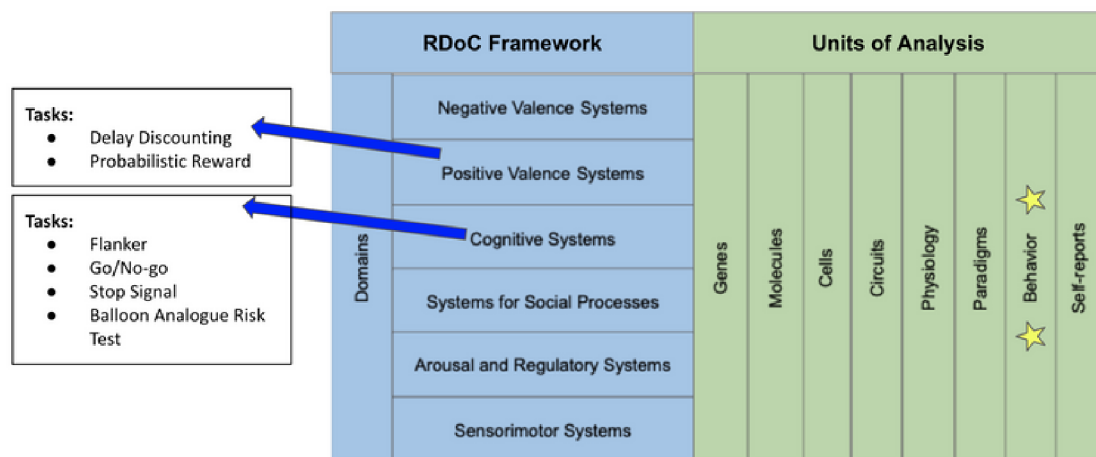 RDoC Framework
Units of Analysis
Tasks:
● Delay Discounting
● Probabilistic Reward
Tasks:
● Flanker
● Go/No-go
● Stop Signal
● Balloon Analogue Risk
Test
Domains
Negative Valence Systems
Positive Valence Systems
Cognitive Systems
Systems for Social Processes
Arousal and Regulatory Systems
Sensorimotor Systems
Genes
Molecules
Cells
Circuits
Physiology
Paradigms
Behavior
Self-reports